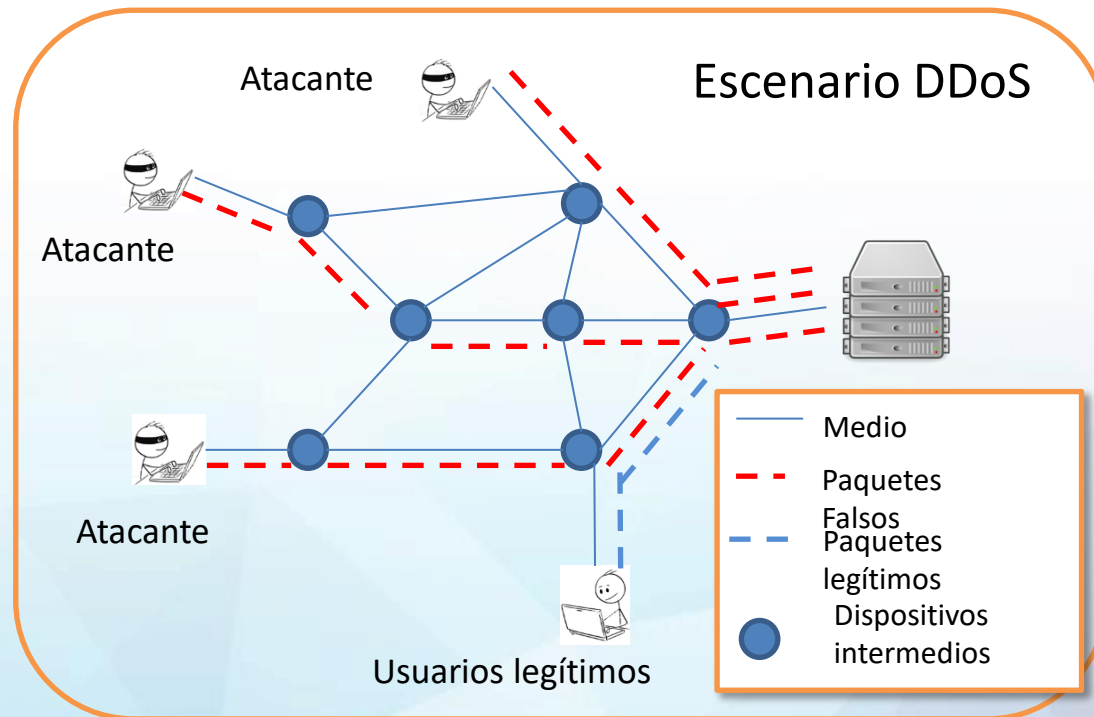 Escenario DDoS
Atacante
Atacante
Atacante
Usuarios legítimos
Medio
Paquetes
Falsos
Paquetes
legítimos
Dispositivos
intermedios